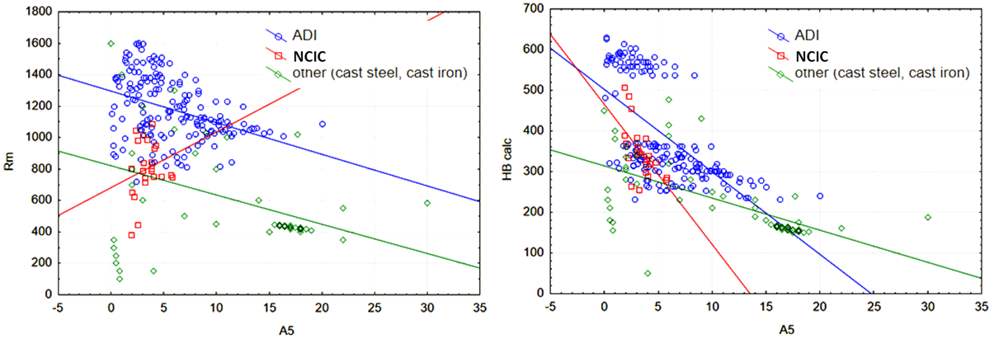 1800
1600
1400
1200
1000
800
600
400
200
0
-5 0 5 10 15 20 25 30 35
Rm
A5
ADI
NCIC
other (cast steel, cast iron)
700
600
500
400
300
200
100
0
-5 0 5 10 15 20 25 30 35
HB calc
A5
ADI
NCIC
other (cast steel, cast iron)